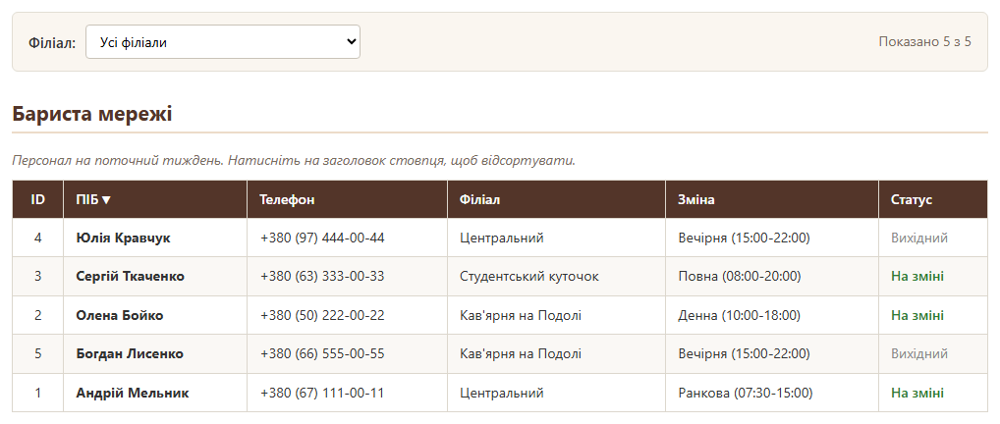 Філіал: Усі філіали Показано 5 з 5
Бариста мережі
Персонал на поточний тиждень. Натисніть на заголовок стовпця, щоб відсортувати.
ID ПІБ ▼ Телефон Філіал Зміна Статус
4 Юлія Кравчук +380 (97) 444-00-44 Центральний Вечірня (15:00-22:00) Вихідний
3 Сергій Ткаченко +380 (63) 333-00-33 Студентський куточок Повна (08:00-20:00) На зміні
2 Олена Бойко +380 (50) 222-00-22 Кав'ярня на Подолі Денна (10:00-18:00) На зміні
5 Богдан Лисенко +380 (66) 555-00-55 Кав'ярня на Подолі Вечірня (15:00-22:00) Вихідний
1 Андрій Мельник +380 (67) 111-00-11 Центральний Ранкова (07:30-15:00) На зміні